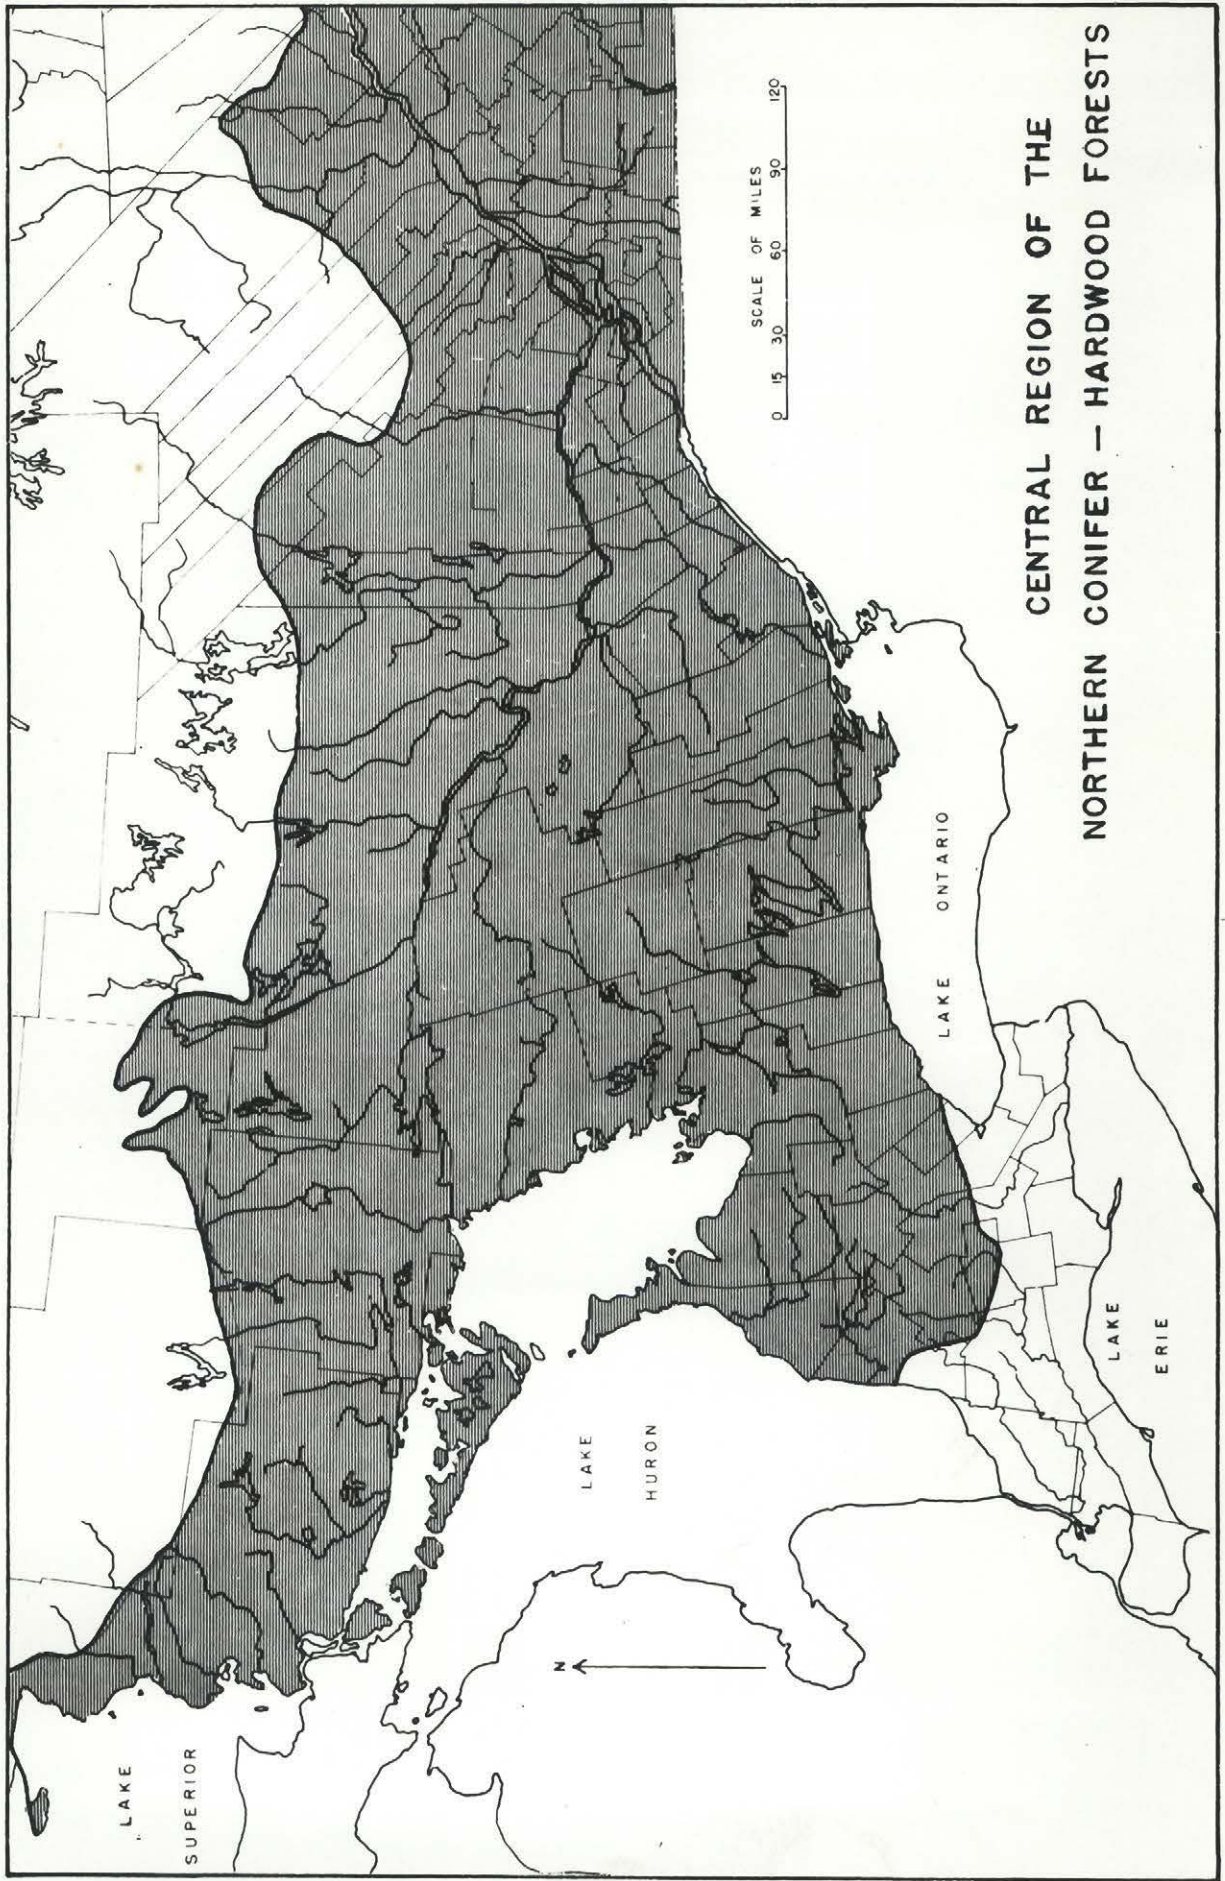 CENTRAL REGION OF THE
NORTHERN CONIFER — HARDWOOD FORESTS
SCALE OF MILES
0 15 30 60 90 120
LAKE
SUPERIOR
LAKE
HURON
LAKE ONTARIO
LAKE
ERIE
N